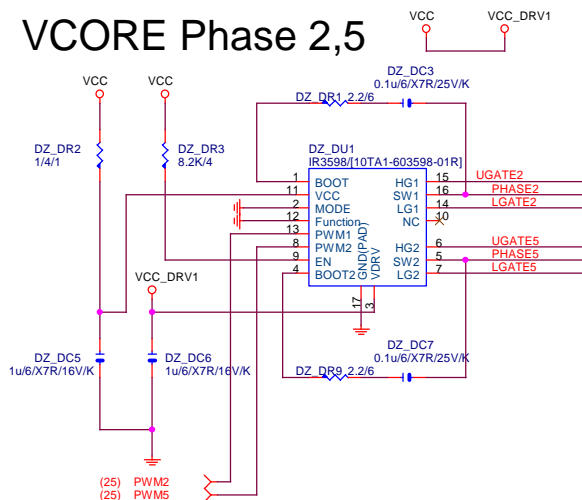 VCORE Phase 2,5
VCC
VCC_DRV1
VCC
VCC
DZ_DC3
0.1u/6/X7R/25V/K
DZ_DR1 2.2/6
DZ_DR2
1/4/1
DZ_DR3
8.2K/4
DZ_DU1
IR3598/[10TA1-603598-01R]
1 BOOT HG1 15 UGATE2
11 VCC SW1 16 PHASE2
2 MODE LG1 14 LGATE2
12 Function NC 10
13 PWM1
8 PWM2 HG2 6 UGATE5
9 EN SW2 5 PHASE5
4 BOOT2 LG2 7 LGATE5
GND(PAD) VDRV
17 3
VCC_DRV1
DZ_DC5
1u/6/X7R/16V/K
DZ_DC6
1u/6/X7R/16V/K
DZ_DC7
0.1u/6/X7R/25V/K
DZ_DR9 2.2/6
(25) PWM2
(25) PWM5